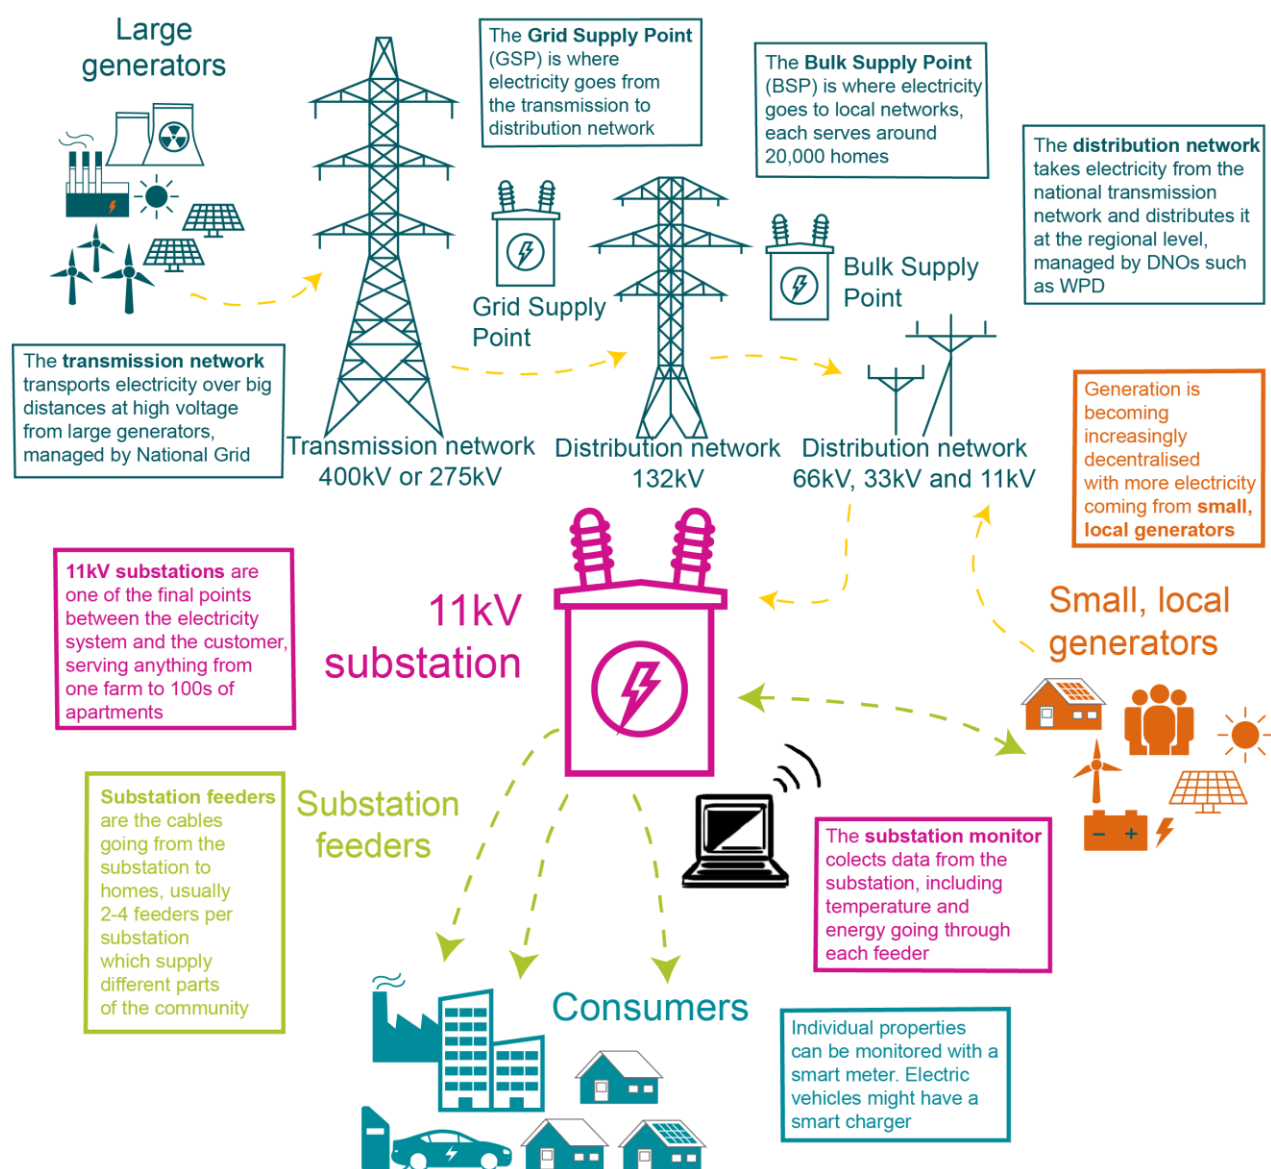 Large
generators
The Grid Supply Point
(GSP) is where
electricity goes from
the transmission to
distribution network
The Bulk Supply Point
(BSP) is where electricity
goes to local networks,
each serves around
20,000 homes
The distribution network
takes electricity from the
national transmission
network and distributes it
at the regional level,
managed by DNOs such
as WPD
Grid Supply
Point
Bulk Supply
Point
The transmission network
transports electricity over big
distances at high voltage
from large generators,
managed by National Grid
Transmission network
400kV or 275kV
Distribution network
132kV
Distribution network
66kV, 33kV and 11kV
Generation is
becoming
increasingly
decentralised
with more electricity
coming from small,
local generators
11kV substations are
one of the final points
between the electricity
system and the customer,
serving anything from
one farm to 100s of
apartments
11kV
substation
Small, local
generators
Substation feeders
are the cables
going from the
substation to
homes, usually
2-4 feeders per
substation
which supply
different parts
of the community
Substation
feeders
The substation monitor
colects data from the
substation, including
temperature and
energy going through
each feeder
Consumers
Individual properties
can be monitored with a
smart meter. Electric
vehicles might have a
smart charger